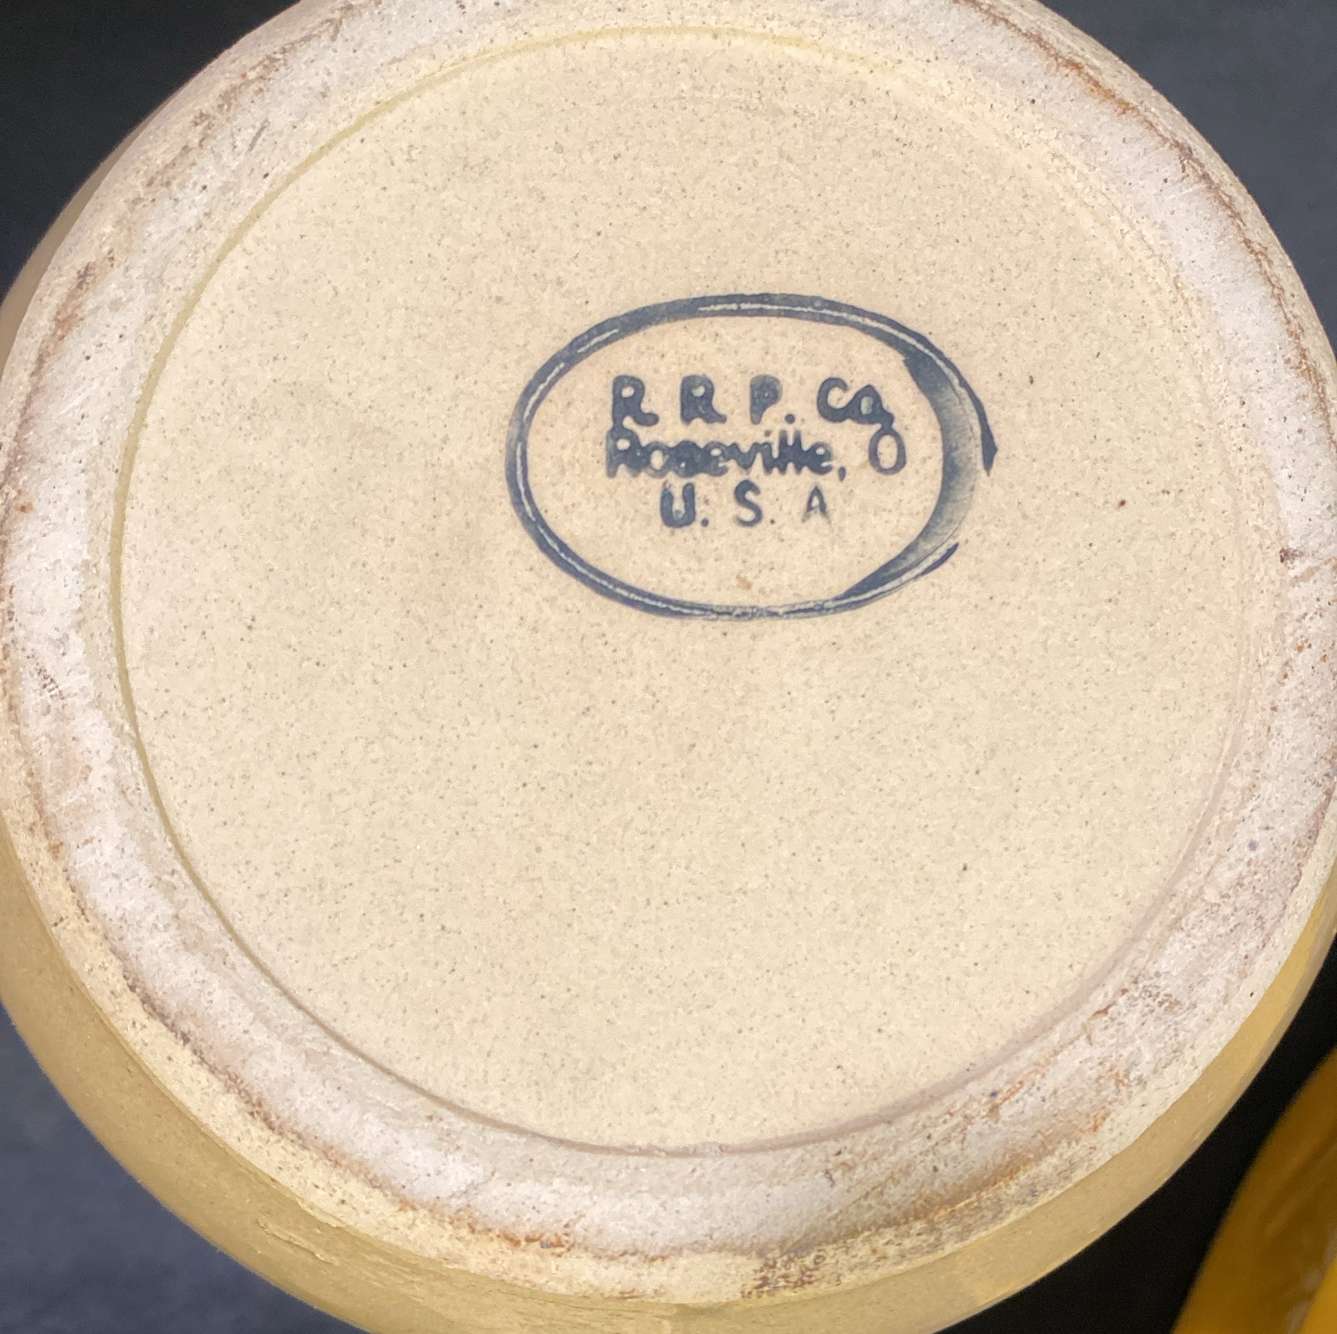 R R P. Co,
Roseville, O
U. S. A